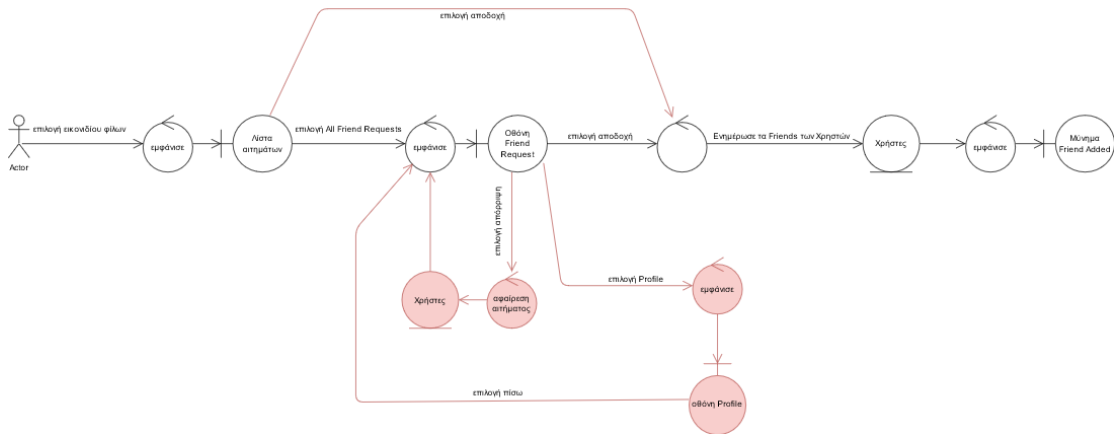 επιλογή αποδοχή
επιλογή εικονιδίου φίλων
Actor
εμφάνισε
Λίστα
αιτημάτων
επιλογή All Friend Requests
εμφάνισε
Οθόνη
Friend
Request
επιλογή αποδοχή
Ενημέρωσε τα Friends των Χρηστών
Χρήστες
εμφάνισε
Μύνημα
Friend Added
επιλογή απόρριψη
Χρήστες
αφαίρεση
αιτήματος
επιλογή Profile
εμφάνισε
επιλογή πίσω
οθόνη Profile